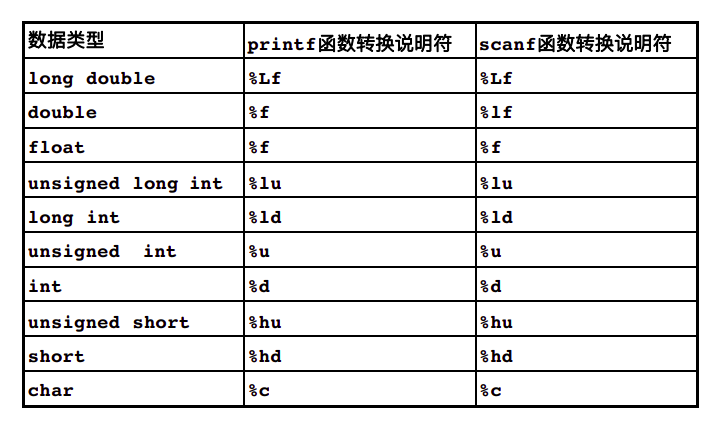 数据类型 printf函数转换说明符 scanf函数转换说明符
long double %Lf %Lf
double %f %lf
float %f %f
unsigned long int %lu %lu
long int %ld %ld
unsigned  int %u %u
int %d %d
unsigned short %hu %hu
short %hd %hd
char %c %c